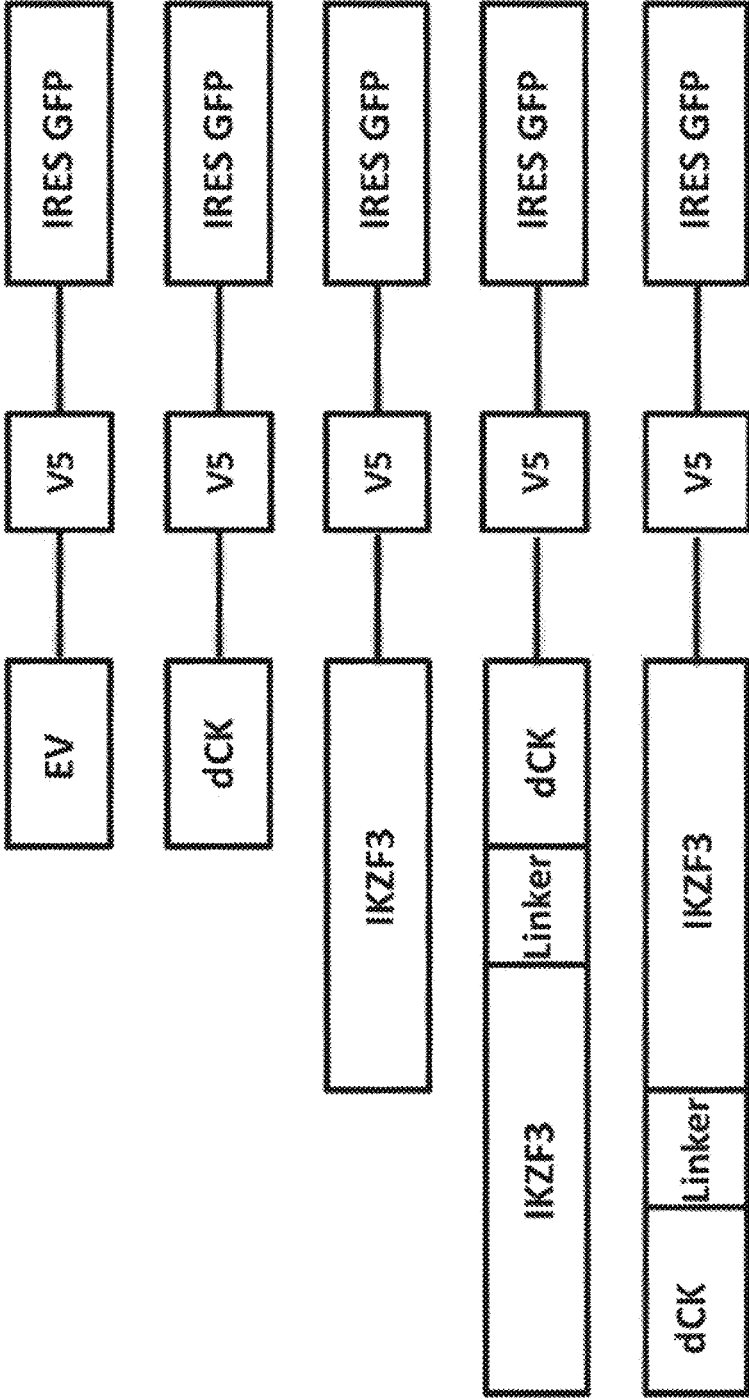 EV V5 IRES GFP
dCK V5 IRES GFP
IKZF3 V5 IRES GFP
IKZF3 Linker dCK V5 IRES GFP
dCK Linker IKZF3 V5 IRES GFP